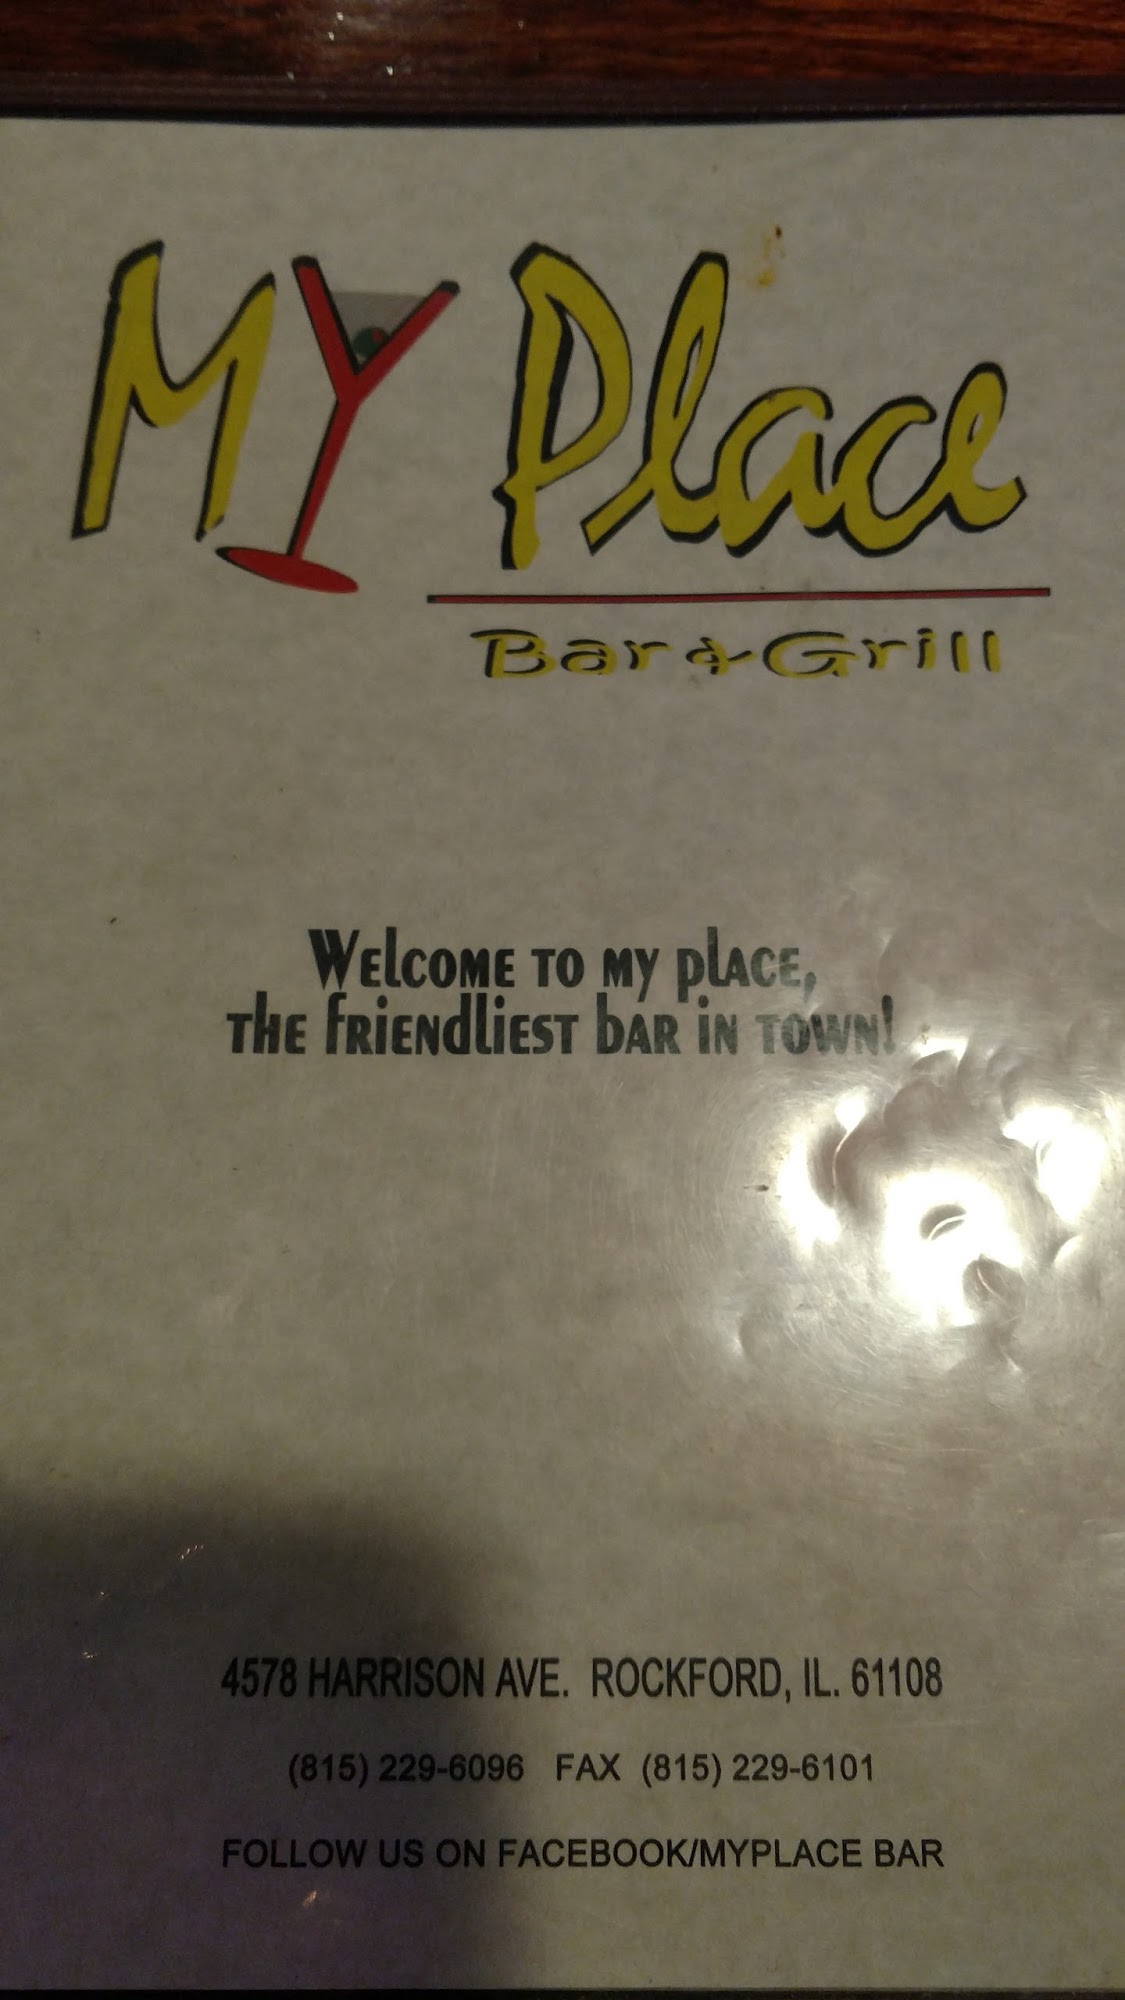 MY Place
Bar & Grill
Welcome to my place,
the friendliest bar in town!
4578 HARRISON AVE. ROCKFORD, IL. 61108
(815) 229-6096 FAX (815) 229-6101
FOLLOW US ON FACEBOOK/MYPLACE BAR